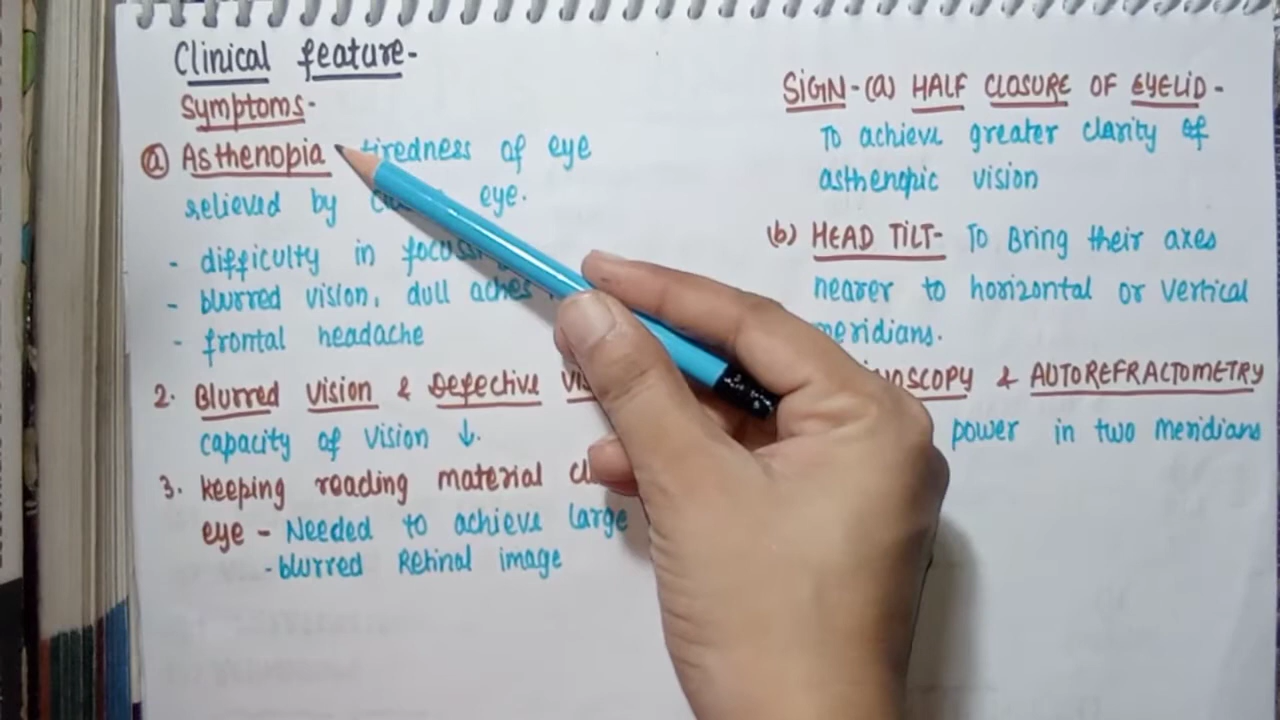 Clinical feature-
Symptoms-
(a) Asthenopia tiredness of eye
relieved by eye.
- difficulty in
- blurred vision, dull aches
- frontal headache
2. Blurred Vision & Defective
capacity of Vision ↓.
3. keeping reading material
eye - Needed to achieve large
-blurred Retinal image
SIGN-(a) HALF CLOSURE OF EYELID-
To achieve greater clarity of
asthenopic vision
(b) HEAD TILT- To Bring their axes
nearer to horizontal or vertical
meridians.
& AUTOREFRACTOMETRY
power in two meridians